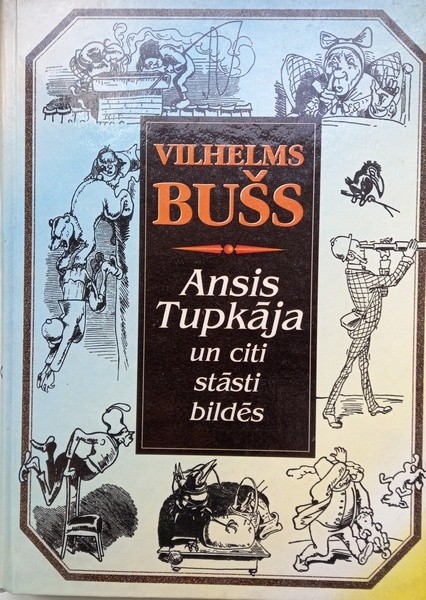 VILHELMS
BUŠS
Ansis
Tupkāja
un citi
stāsti
bildēs